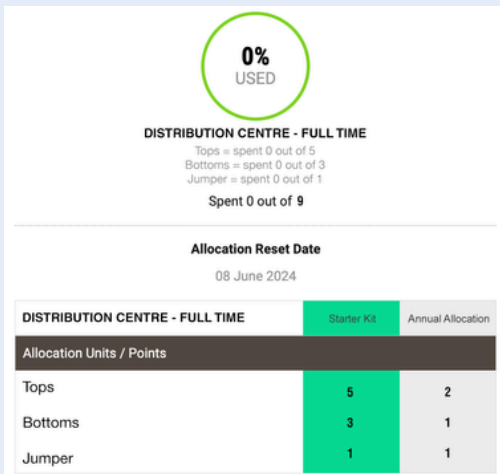 0%
USED
DISTRIBUTION CENTRE - FULL TIME
Tops = spent 0 out of 5
Bottoms = spent 0 out of 3
Jumper = spent 0 out of 1
Spent 0 out of 9
Allocation Reset Date
08 June 2024
DISTRIBUTION CENTRE - FULL TIME Starter Kit Annual Allocation
Allocation Units / Points
Tops 5 2
Bottoms 3 1
Jumper 1 1